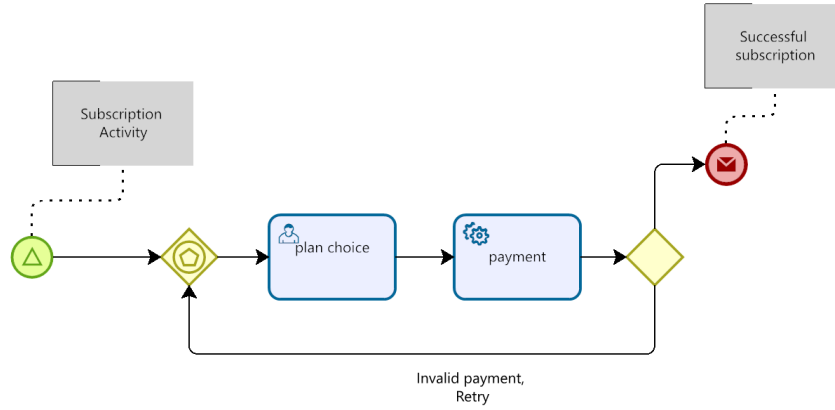 Successful
subscription
Subscription
Activity
plan choice
payment
Invalid payment,
Retry